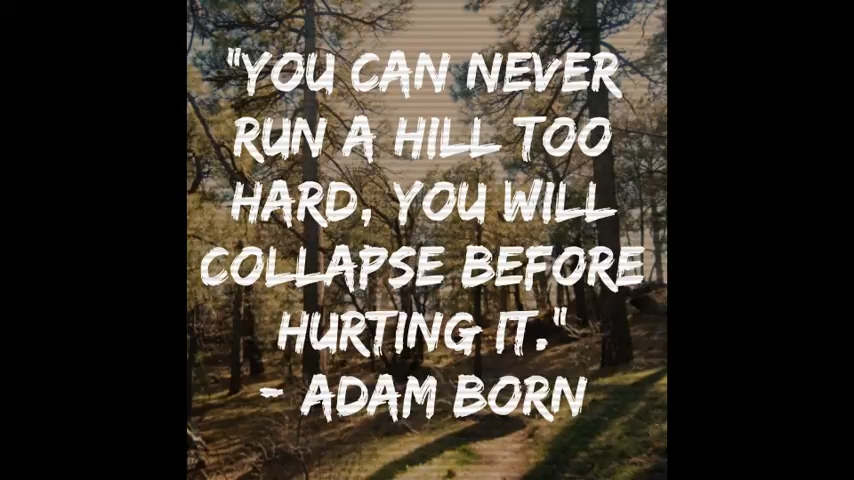 "YOU CAN NEVER
RUN A HILL TOO
HARD, YOU WILL
COLLAPSE BEFORE
HURTING IT."
- ADAM BORN